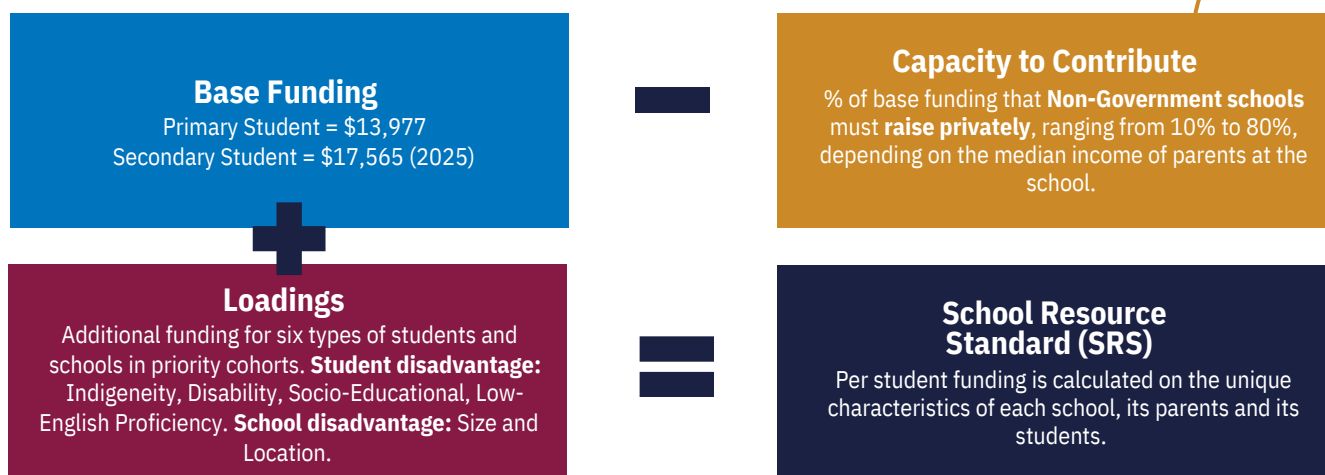 Base Funding
Primary Student = $13,977
Secondary Student = $17,565 (2025)
Capacity to Contribute
% of base funding that Non-Government schools
must raise privately, ranging from 10% to 80%,
depending on the median income of parents at the
school.
Loadings
Additional funding for six types of students and
schools in priority cohorts. Student disadvantage:
Indigeneity, Disability, Socio-Educational, Low-
English Proficiency. School disadvantage: Size and
Location.
School Resource
Standard (SRS)
Per student funding is calculated on the unique
characteristics of each school, its parents and its
students.